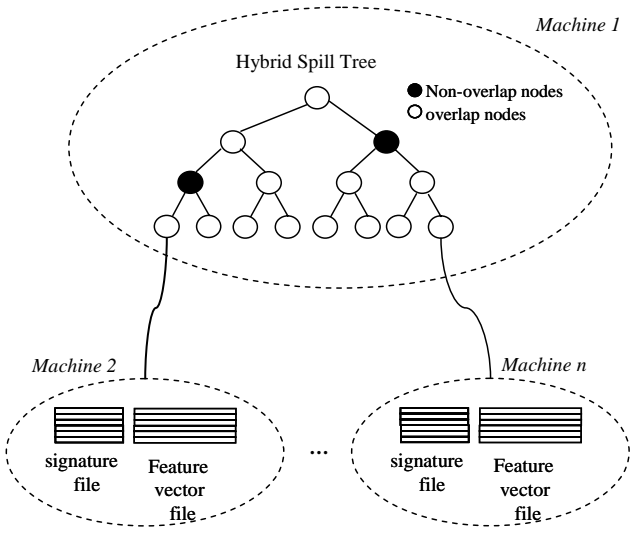 Machine 1
Hybrid Spill Tree
Non-overlap nodes
overlap nodes
Machine 2
signature
file
Feature
vector
file
...
Machine n
signature
file
Feature
vector
file